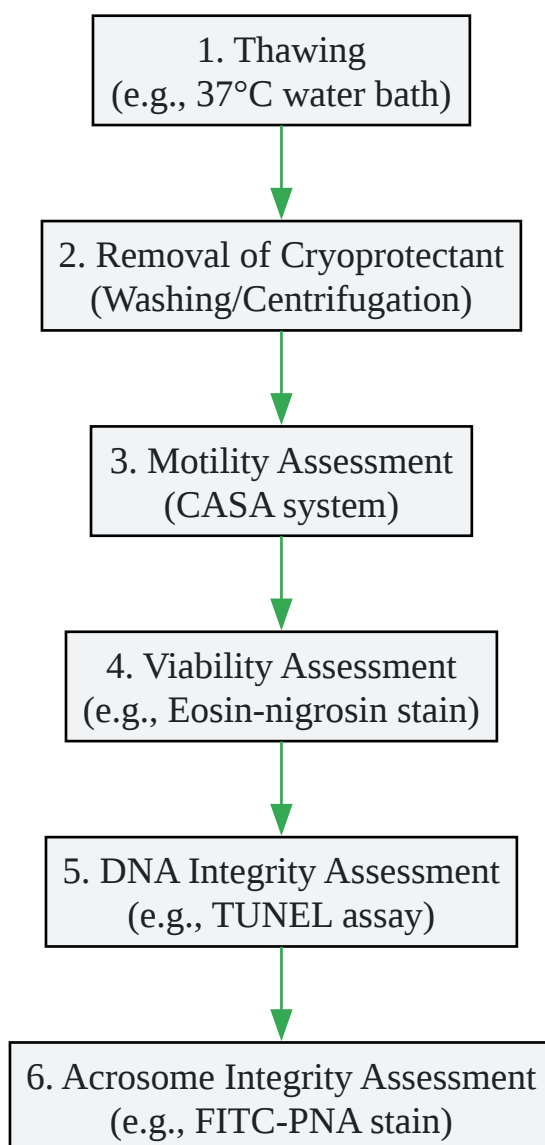 1. Thawing
(e.g., 37°C water bath)
2. Removal of Cryoprotectant
(Washing/Centrifugation)
3. Motility Assessment
(CASA system)
4. Viability Assessment
(e.g., Eosin-nigrosin stain)
5. DNA Integrity Assessment
(e.g., TUNEL assay)
6. Acrosome Integrity Assessment
(e.g., FITC-PNA stain)